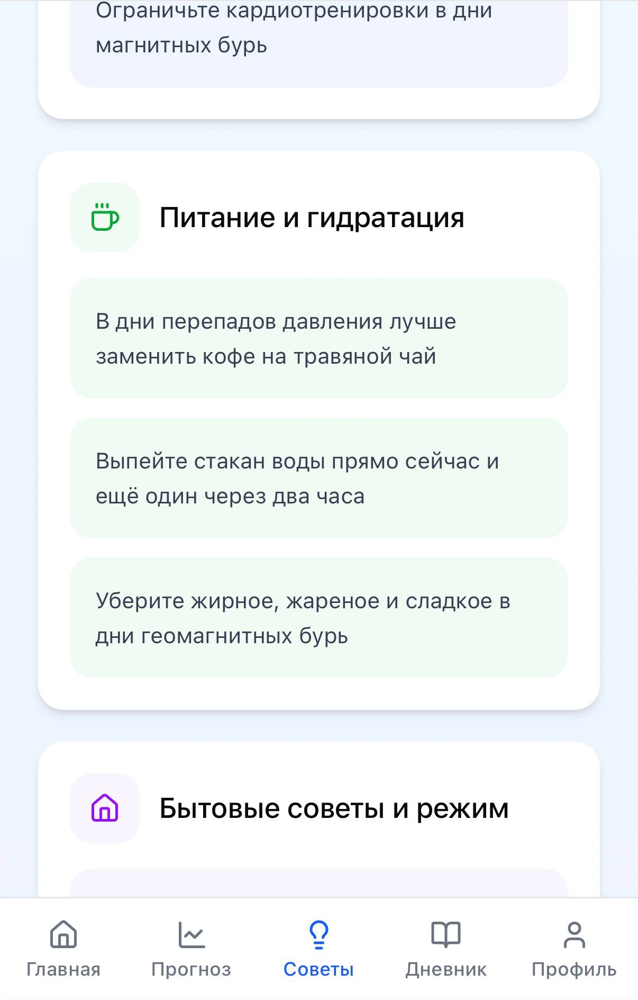 Ограничьте кардиотренировки в дни
магнитных бурь
Питание и гидратация
В дни перепадов давления лучше
заменить кофе на травяной чай
Выпейте стакан воды прямо сейчас и
ещё один через два часа
Уберите жирное, жареное и сладкое в
дни геомагнитных бурь
Бытовые советы и режим
Главная
Прогноз
Советы
Дневник
Профиль